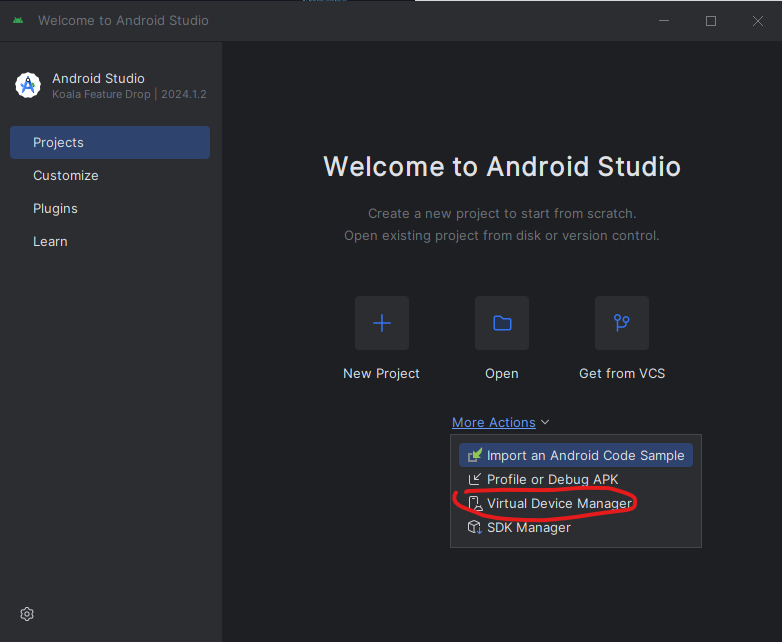 Welcome to Android Studio
Android Studio
Koala Feature Drop | 2024.1.2
Projects
Customize
Plugins
Learn
Welcome to Android Studio
Create a new project to start from scratch.
Open existing project from disk or version control.
New Project
Open
Get from VCS
More Actions
Import an Android Code Sample
Profile or Debug APK
Virtual Device Manager
SDK Manager